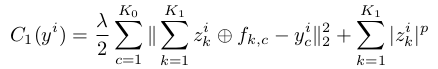 $C_1(y^i) = \frac{\lambda}{2} \sum_{c=1}^{K_0} \| \sum_{k=1}^{K_1} z_k^i \oplus f_{k,c} - y_c^i \|_2^2 + \sum_{k=1}^{K_1} |z_k^i|^p$